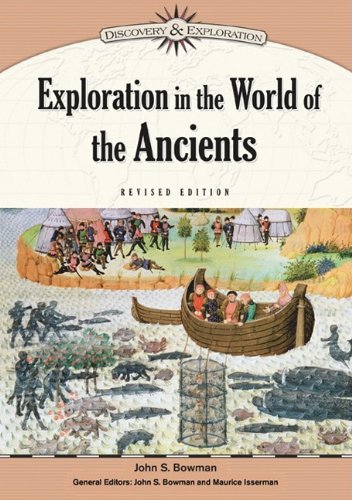 DISCOVERY & EXPLORATION
Exploration in the World of
the Ancients
REVISED EDITION
John S. Bowman
General Editors: John S. Bowman and Maurice Isserman